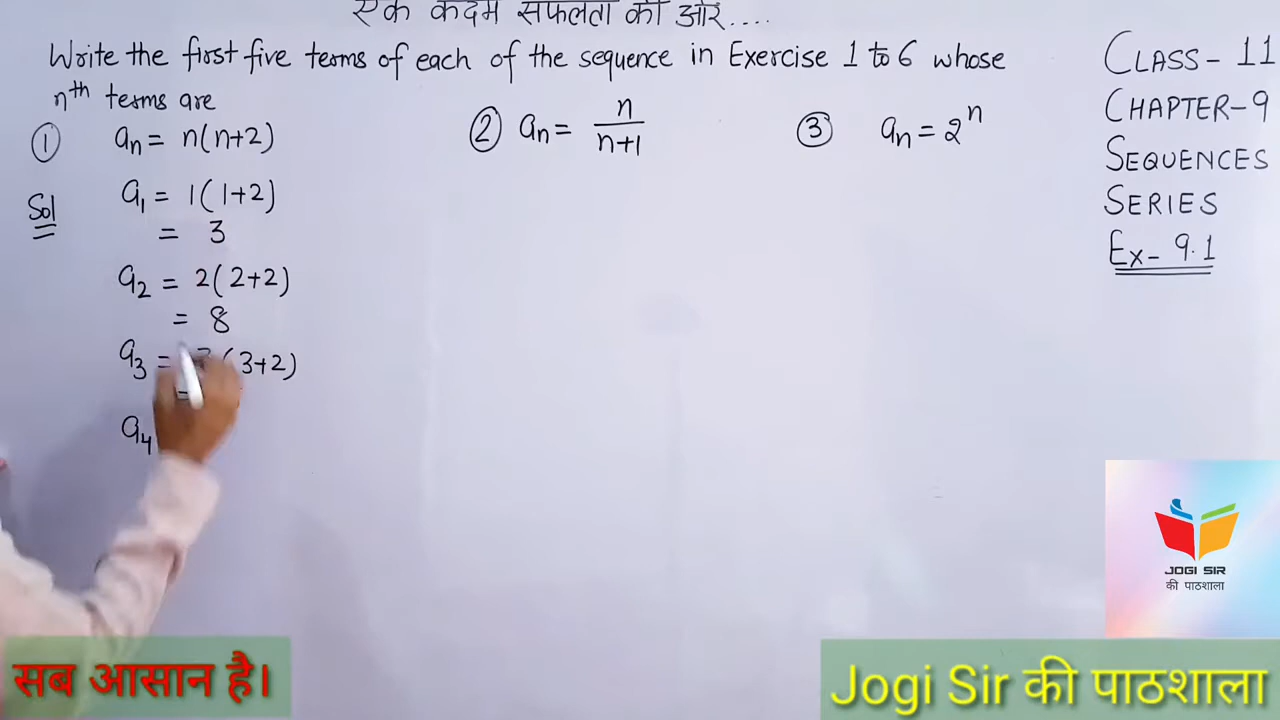 एक कदम सफलता की ओर....
Write the first five terms of each of the sequence in Exercise 1 to 6 whose
nth terms are
① aₙ = n(n+2)
② aₙ = n/(n+1)
③ aₙ = 2ⁿ
Sol
a₁ = 1(1+2)
= 3
a₂ = 2(2+2)
= 8
a₃ = (3+2)
=
a₄
CLASS- 11
CHAPTER-9
SEQUENCES
SERIES
Ex- 9.1
JOGI SIR
की पाठशाला
सब आसान है।
Jogi Sir की पाठशाला